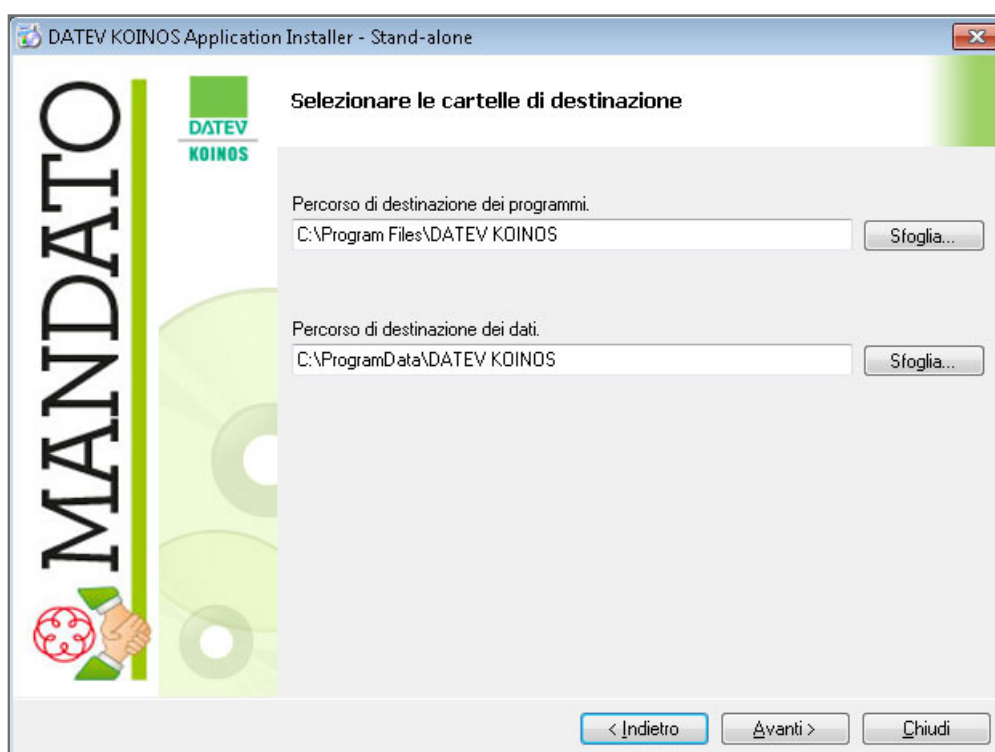 DATEV KOINOS Application Installer - Stand-alone
MANDATO
DATEV
KOINOS
Selezionare le cartelle di destinazione
Percorso di destinazione dei programmi.
C:\Program Files\DATEV KOINOS
Sfoglia...
Percorso di destinazione dei dati.
C:\ProgramData\DATEV KOINOS
Sfoglia...
< Indietro
Avanti >
Chiudi